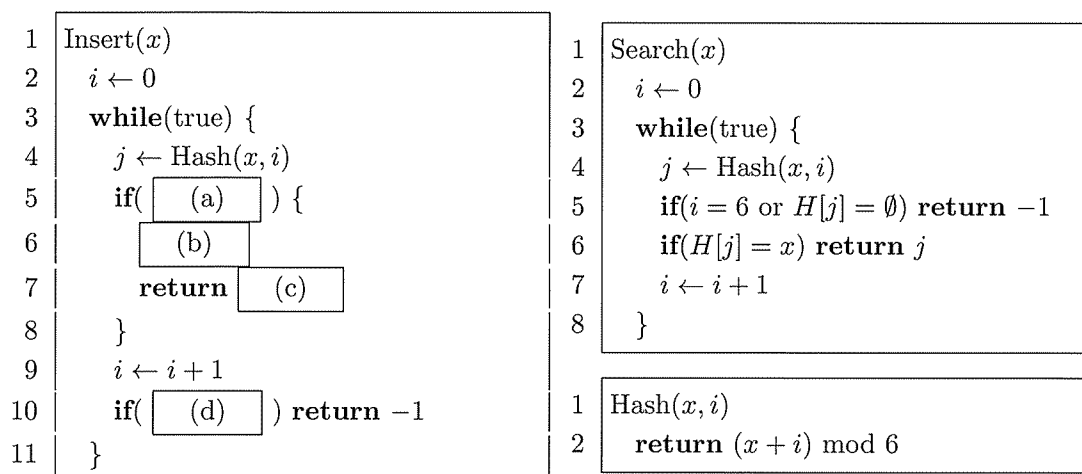 1 Insert(x)
2 i ← 0
3 while(true) {
4 j ← Hash(x, i)
5 if( (a) ) {
6 (b)
7 return (c)
8 }
9 i ← i + 1
10 if( (d) ) return −1
11 }
1 Search(x)
2 i ← 0
3 while(true) {
4 j ← Hash(x, i)
5 if(i = 6 or H[j] = ∅) return −1
6 if(H[j] = x) return j
7 i ← i + 1
8 }
1 Hash(x, i)
2 return (x + i) mod 6